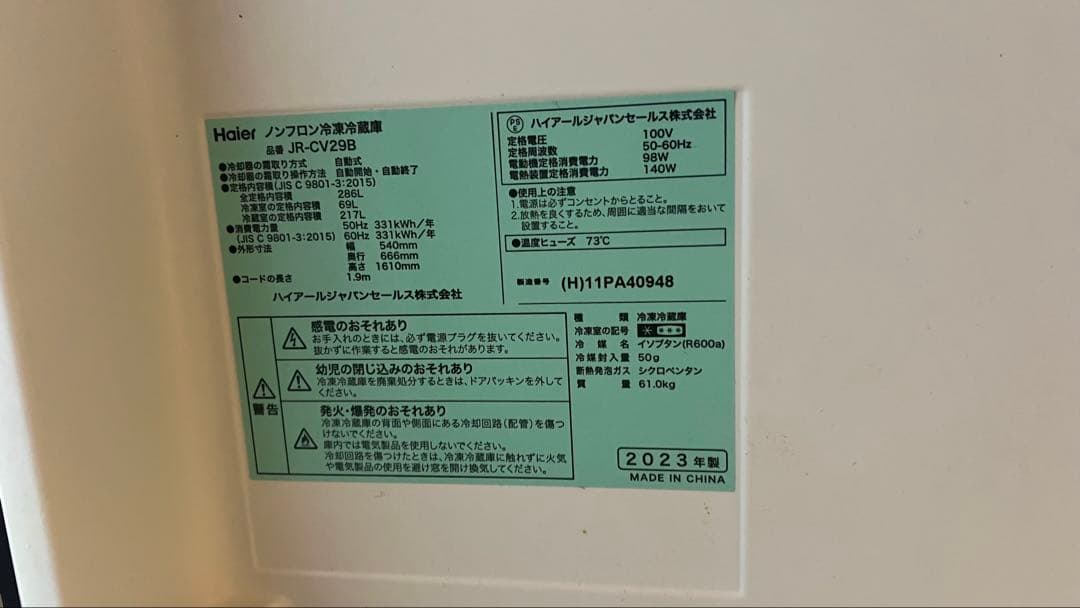 Haier ノンフロン冷凍冷蔵庫
品番 JR-CV29B
●冷却器の霜取り方式 自動式
●冷却器の霜取り操作方法 自動開始・自動終了
●定格内容積(JIS C 9801-3:2015)
全定格内容積 286L
冷凍室の定格内容積 69L
冷蔵室の定格内容積 217L
●消費電力量 50Hz 331kWh/年
(JIS C 9801-3:2015) 60Hz 331kWh/年
●外形寸法 幅 540mm
奥行 666mm
高さ 1610mm
●コードの長さ 1.9m
ハイアールジャパンセールス株式会社
PS E ハイアールジャパンセールス株式会社
定格電圧 100V
定格周波数 50-60Hz
電動機定格消費電力 98W
電熱装置定格消費電力 140W
●使用上の注意
1.電源は必ずコンセントからとること。
2.放熱を良くするため、周囲に適当な間隔をおいて
設置すること。
●温度ヒューズ 73℃
製造番号 (H)11PA40948
警告
感電のおそれあり
お手入れのときには、必ず電源プラグを抜いてください。
抜かずに作業すると感電のおそれがあります。
幼児の閉じ込みのおそれあり
冷凍冷蔵庫を廃棄処分するときは、ドアパッキンを外して
ください。
発火・爆発のおそれあり
冷凍冷蔵庫の背面や側面にある冷却回路(配管)を傷つ
けないでください。
庫内では電気製品を使用しないでください。
冷却回路を傷つけたときは、冷凍冷蔵庫に触れずに火気
や電気製品の使用を避け窓を開け換気してください。
種類 冷凍冷蔵庫
冷凍室の記号
冷媒名 イソブタン(R600a)
冷媒封入量 50g
断熱発泡ガス シクロペンタン
質量 61.0kg
2023年製
MADE IN CHINA